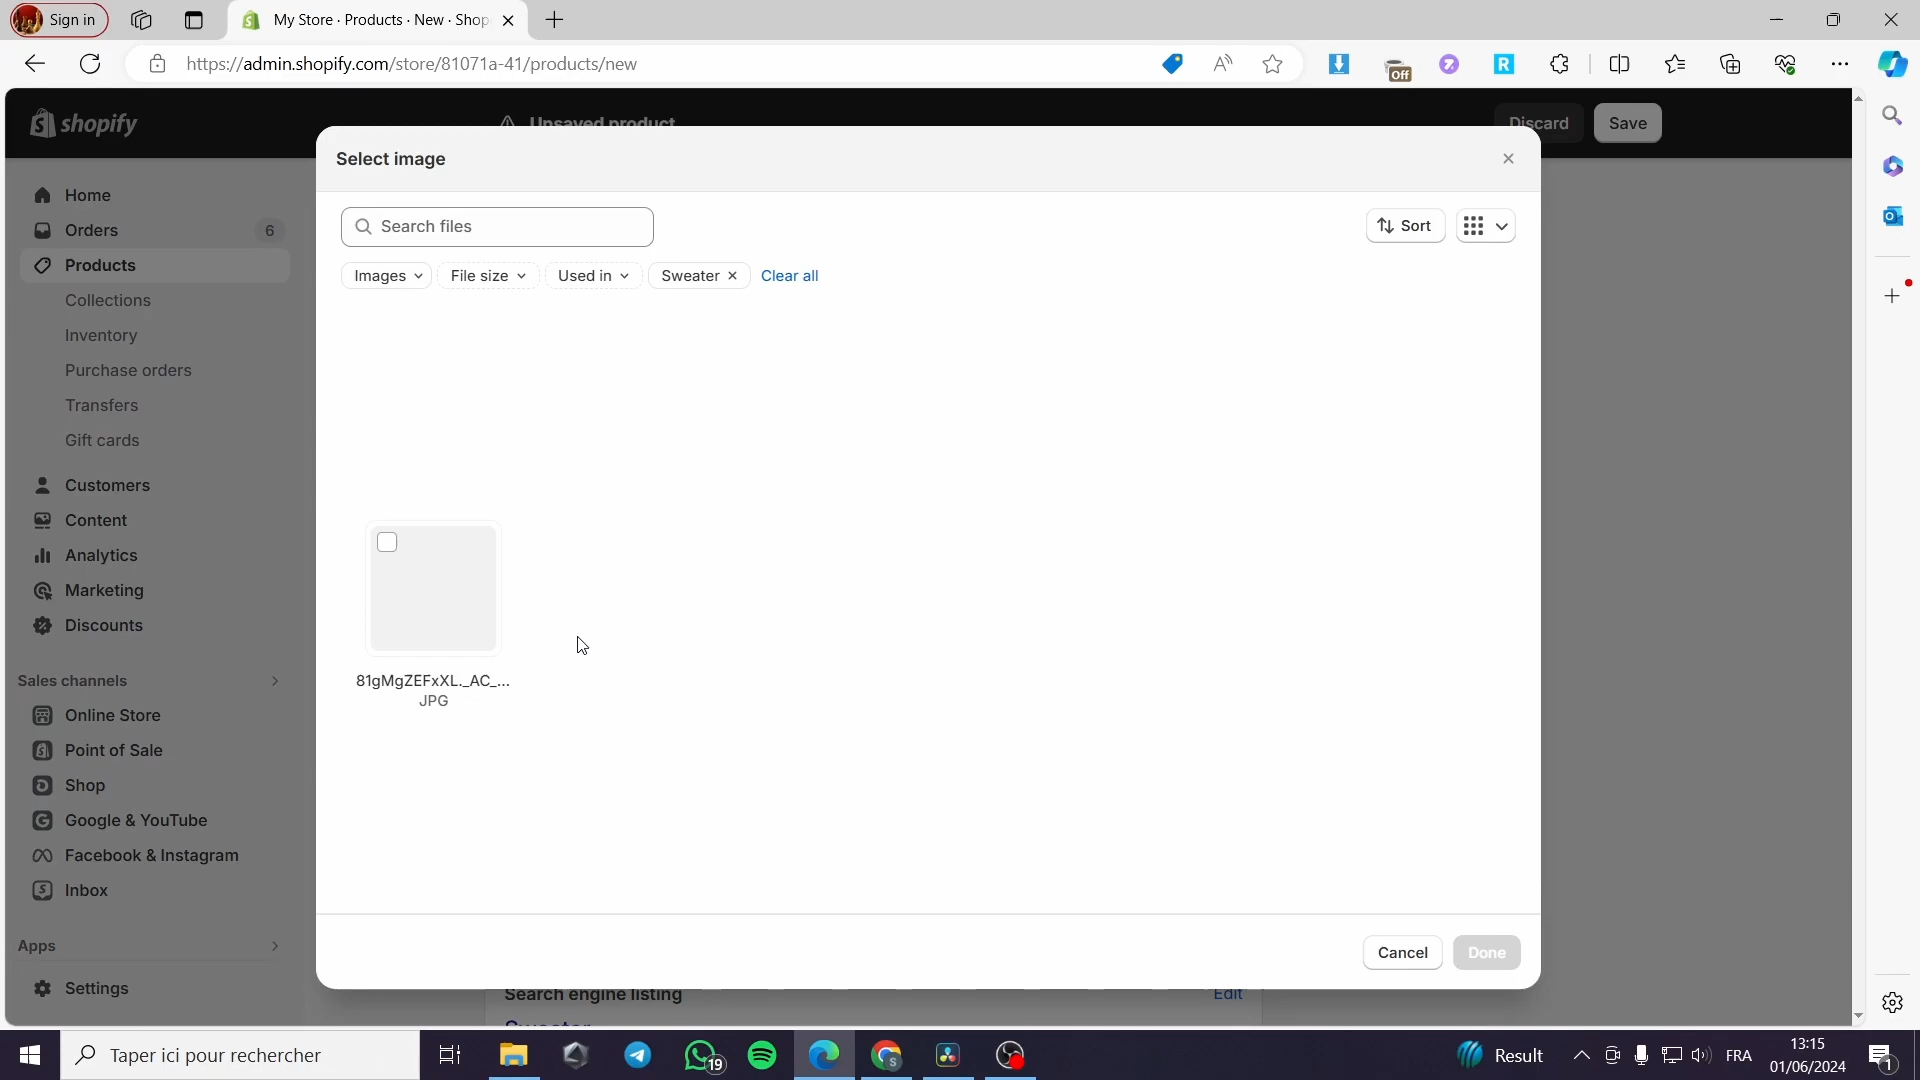 Sign in
My Store · Products · New · Shop
https://admin.shopify.com/store/81071a-41/products/new
Off
shopify
Unsaved product
Discard
Save
Select image
Search files
Sort
Images
File size
Used in
Sweater
Clear all
Home
Orders
6
Products
Collections
Inventory
Purchase orders
Transfers
Gift cards
Customers
Content
Analytics
Marketing
Discounts
Sales channels
Online Store
Point of Sale
Shop
Google & YouTube
Facebook & Instagram
Inbox
Apps
Settings
81gMgZEFxXL._AC_...
JPG
Cancel
Done
Search engine listing
Edit
Sweater
Taper ici pour rechercher
19
Result
FRA
13:15
01/06/2024
1